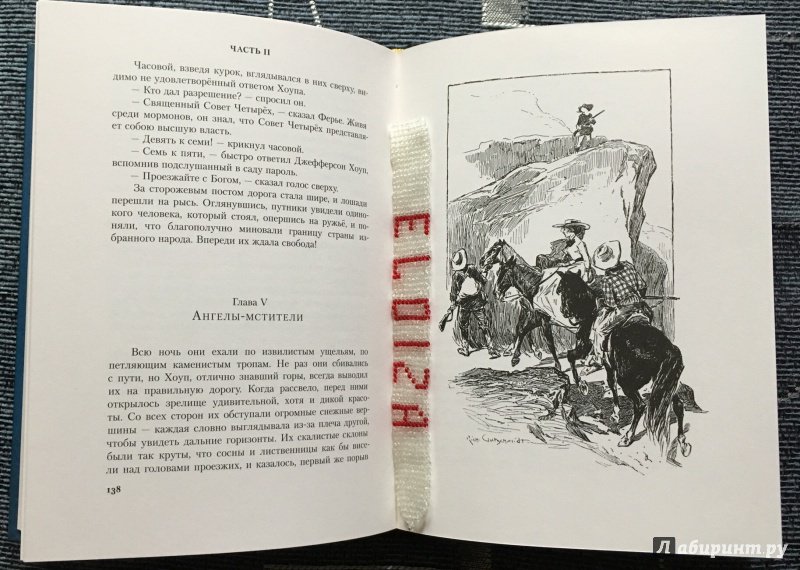 ЧАСТЬ II
Часовой, взведя курок, вглядывался в них сверху, ви-
димо не удовлетворённый ответом Хоупа.
— Кто дал разрешение? — спросил он.
— Священный Совет Четырёх, — сказал Ферье. Живя
среди мормонов, он знал, что Совет Четырёх представля-
ет собою высшую власть.
— Девять к семи! — крикнул часовой.
— Семь к пяти, — быстро ответил Джефферсон Хоуп,
вспомнив подслушанный в саду пароль.
— Проезжайте с Богом, — сказал голос сверху.
За сторожевым постом дорога стала шире, и лошади
перешли на рысь. Оглянувшись, путники увидели одино-
кого человека, который стоял, опершись на ружьё, и по-
няли, что благополучно миновали границу страны из-
бранного народа. Впереди их ждала свобода!
Глава V
Ангелы-мстители
Всю ночь они ехали по извилистым ущельям, по
петляющим каменистым тропам. Не раз они сбивались
с пути, но Хоуп, отлично знавший горы, всегда выводил
их на правильную дорогу. Когда рассвело, перед ними
открылось зрелище удивительной, хотя и дикой красо-
ты. Со всех сторон их обступали огромные снежные вер-
шины — каждая словно выглядывала из-за плеча другой,
чтобы увидеть дальние горизонты. Их скалистые склоны
были так круты, что сосны и лиственницы как бы висе-
ли над головами проезжих, и казалось, первый же порыв
138
ELOIZA
Лабиринт.ру